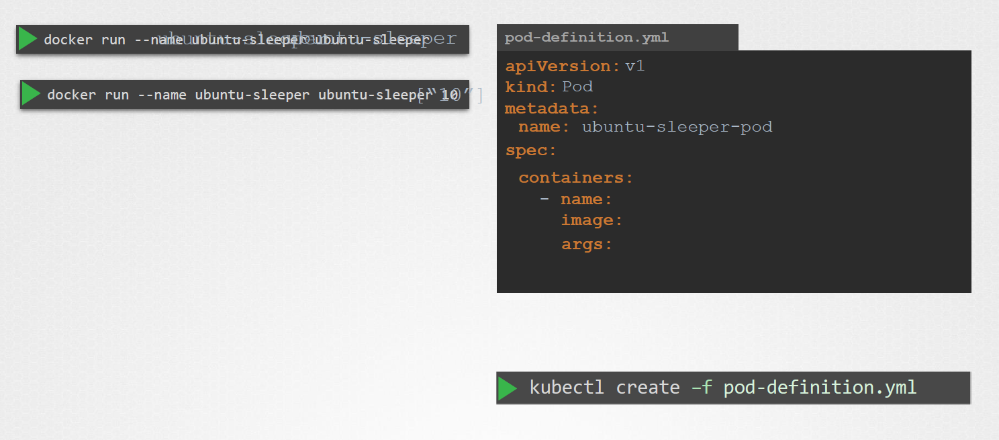 docker run --name ubuntu-sleeper ubuntu-sleeper
ubuntu-sleeper ubuntu-sleeper
docker run --name ubuntu-sleeper ubuntu-sleeper 10
[“10”]
pod-definition.yml
apiVersion: v1
kind: Pod
metadata:
name: ubuntu-sleeper-pod
spec:
containers:
- name:
image:
args:
kubectl create –f pod-definition.yml